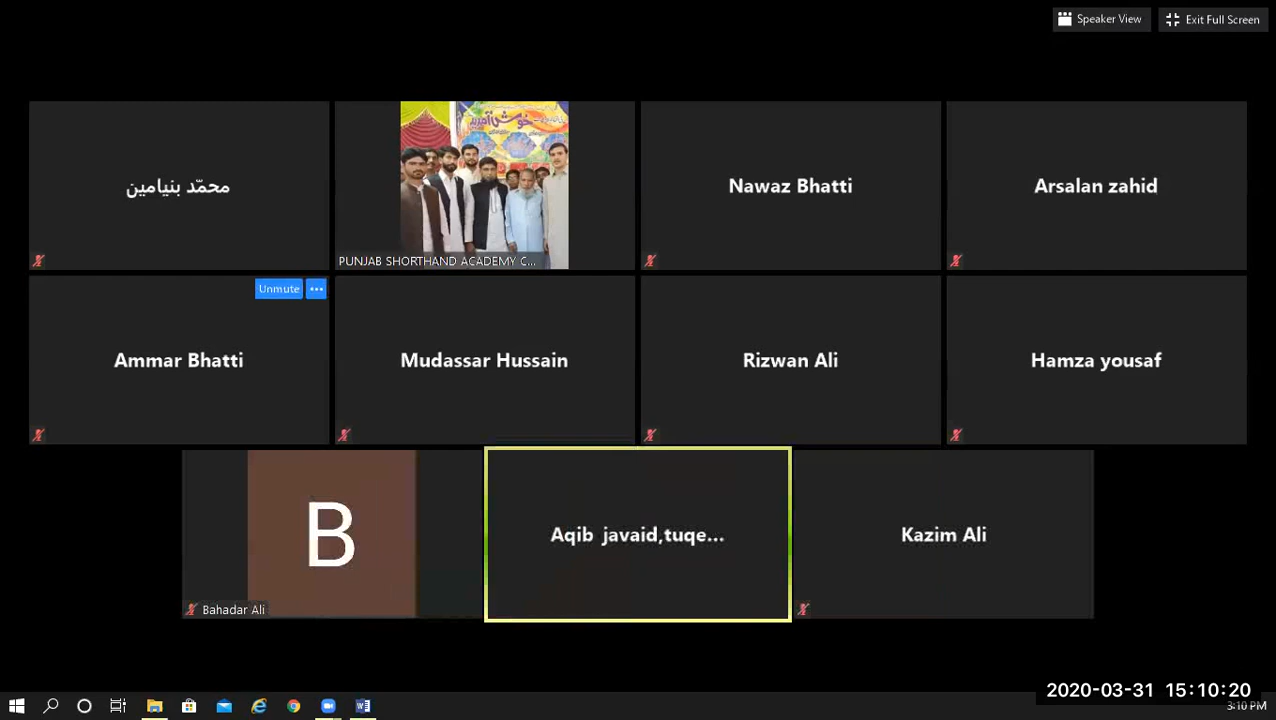 Speaker View
Exit Full Screen
محمّد بنیامین
خوش آمدید
PUNJAB SHORTHAND ACADEMY C...
Nawaz Bhatti
Arsalan zahid
Unmute
Ammar Bhatti
Mudassar Hussain
Rizwan Ali
Hamza yousaf
B
Bahadar Ali
Aqib javaid,tuqe...
Kazim Ali
2020-03-31 15:10:20
3:10 PM